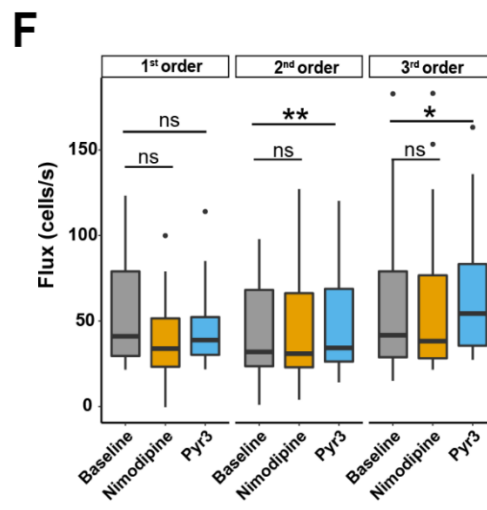 F
1st order 2nd order 3rd order
ns ** *
ns ns ns
Flux (cells/s)
150
100
50
0
Baseline Nimodipine Pyr3 Baseline Nimodipine Pyr3 Baseline Nimodipine Pyr3